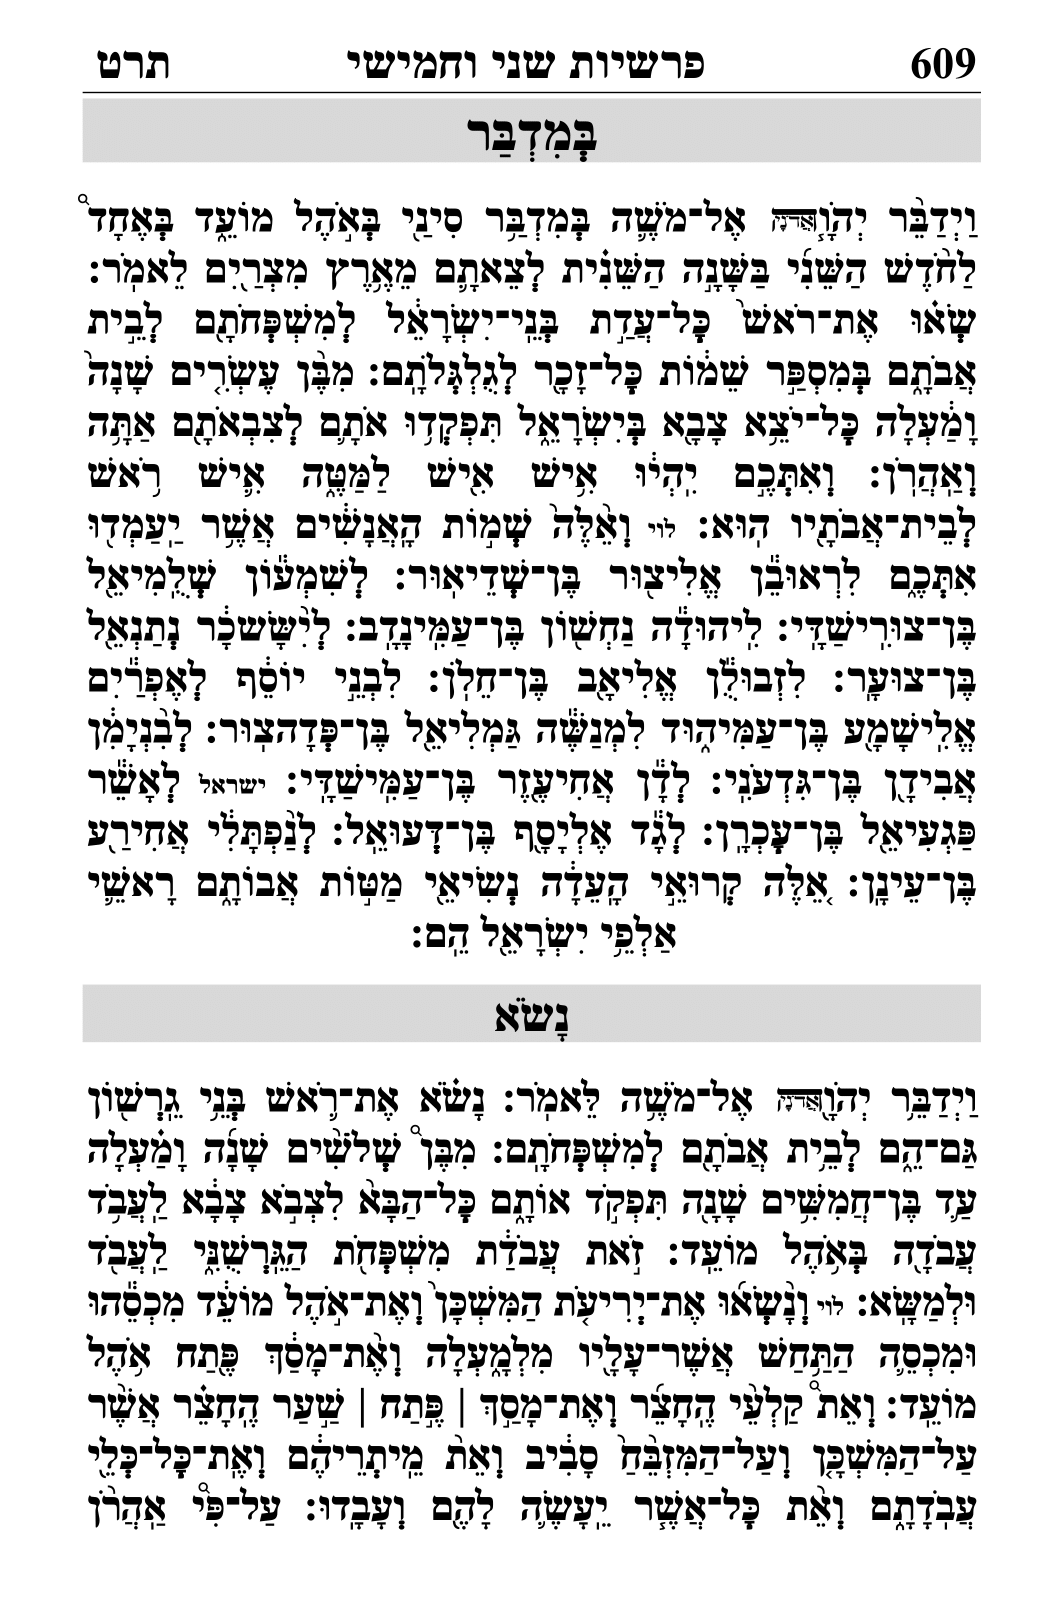 609 פרשיות שני וחמישי תרט
בְּמִדְבַּר
וַיְדַבֵּ֨ר יְהֹוָ֧ה אֶל־מֹשֶׁ֛ה בְּמִדְבַּ֥ר סִינַ֖י בְּאֹ֣הֶל מוֹעֵ֑ד בְּאֶחָד֩
לַחֹ֨דֶשׁ הַשֵּׁנִ֜י בַּשָּׁנָ֣ה הַשֵּׁנִ֗ית לְצֵאתָ֛ם מֵאֶ֥רֶץ מִצְרַ֖יִם לֵאמֹֽר׃
שְׂא֗וּ אֶת־רֹאשׁ֙ כׇּל־עֲדַ֣ת בְּנֵֽי־יִשְׂרָאֵ֔ל לְמִשְׁפְּחֹתָ֖ם לְבֵ֣ית
אֲבֹתָ֑ם בְּמִסְפַּ֣ר שֵׁמ֔וֹת כׇּל־זָכָ֖ר לְגֻלְגְּלֹתָֽם׃ מִבֶּ֨ן עֶשְׂרִ֤ים שָׁנָה֙
וָמַ֔עְלָה כׇּל־יֹצֵ֥א צָבָ֖א בְּיִשְׂרָאֵ֑ל תִּפְקְד֥וּ אֹתָ֛ם לְצִבְאֹתָ֖ם אַתָּ֥ה
וְאַהֲרֹֽן׃ וְאִתְּכֶ֣ם יִהְי֔וּ אִ֥ישׁ אִ֖ישׁ לַמַּטֶּ֑ה אִ֛ישׁ רֹ֥אשׁ
לְבֵית־אֲבֹתָ֖יו הֽוּא׃ לוי וְאֵ֨לֶּה֙ שְׁמ֣וֹת הָֽאֲנָשִׁ֔ים אֲשֶׁ֥ר יַֽעַמְד֖וּ
אִתְּכֶ֑ם לִרְאוּבֵ֕ן אֱלִיצ֖וּר בֶּן־שְׁדֵיאֽוּר׃ לְשִׁמְע֕וֹן שְׁלֻֽמִיאֵ֖ל
בֶּן־צוּרִֽישַׁדָּֽי׃ לִֽיהוּדָ֕ה נַחְשׁ֖וֹן בֶּן־עַמִּֽינָדָֽב׃ לְיִ֨שָּׂשכָ֔ר נְתַנְאֵ֖ל
בֶּן־צוּעָֽר׃ לִזְבוּלֻ֕ן אֱלִיאָ֖ב בֶּן־חֵלֹֽן׃ לִבְנֵ֣י יוֹסֵ֔ף לְאֶפְרַ֕יִם
אֱלִֽישָׁמָ֖ע בֶּן־עַמִּיה֑וּד לִמְנַשֶּׁ֕ה גַּמְלִיאֵ֖ל בֶּן־פְּדָהצֽוּר׃ לְבִ֨נְיָמִ֔ן
אֲבִידָ֖ן בֶּן־גִּדְעֹנִֽי׃ לְדָ֕ן אֲחִיעֶ֖זֶר בֶּן־עַמִּֽישַׁדָּֽי׃ ישראל לְאָשֵׁ֕ר
פַּגְעִיאֵ֖ל בֶּן־עׇכְרָֽן׃ לְגָ֕ד אֶלְיָסָ֖ף בֶּן־דְּעוּאֵֽל׃ לְנַ֨פְתָּלִ֔י אֲחִירַ֖ע
בֶּן־עֵינָֽן׃ אֵ֚לֶּה קְרוּאֵ֣י הָֽעֵדָ֔ה נְשִׂיאֵ֖י מַטּ֣וֹת אֲבוֹתָ֑ם רָאשֵׁ֛י
אַלְפֵ֥י יִשְׂרָאֵ֖ל הֵֽם׃
נָשֹׂא
וַיְדַבֵּ֥ר יְהֹוָ֖ה אֶל־מֹשֶׁ֥ה לֵּאמֹֽר׃ נָשֹׂ֗א אֶת־רֹ֛אשׁ בְּנֵ֥י גֵֽרְשׁ֖וֹן
גַּם־הֵ֑ם לְבֵ֥ית אֲבֹתָ֖ם לְמִשְׁפְּחֹתָֽם׃ מִבֶּן֩ שְׁלֹשִׁ֨ים שָׁנָ֜ה וָמַ֗עְלָה
עַ֛ד בֶּן־חֲמִשִּׁ֥ים שָׁנָ֖ה תִּפְקֹ֣ד אוֹתָ֑ם כׇּל־הַבָּא֙ לִצְבֹ֣א צָבָ֔א לַֽעֲבֹ֥ד
עֲבֹדָ֖ה בְּאֹ֥הֶל מוֹעֵֽד׃ זֹ֣את עֲבֹדַ֔ת מִשְׁפְּחֹ֖ת הַגֵּֽרְשֻׁנִּ֑י לַֽעֲבֹ֖ד
וּלְמַשָּֽׂא׃ לוי וְנָ֨שְׂא֜וּ אֶת־יְרִיעֹ֤ת הַמִּשְׁכָּן֙ וְאֶת־אֹ֣הֶל מוֹעֵ֔ד מִכְסֵ֕הוּ
וּמִכְסֵ֛ה הַתַּ֥חַשׁ אֲשֶׁר־עָלָ֖יו מִלְמָ֑עְלָה וְאֶ֨ת־מָסַ֔ךְ פֶּ֖תַח אֹ֥הֶל
מוֹעֵֽד׃ וְאֵת֩ קַלְעֵ֨י הֶֽחָצֵ֜ר וְאֶת־מָסַ֣ךְ | פֶּ֣תַח | שַׁ֣עַר הֶֽחָצֵ֗ר אֲשֶׁ֨ר
עַל־הַמִּשְׁכָּ֤ן וְעַל־הַמִּזְבֵּ֨חַ֙ סָבִ֔יב וְאֵת֙ מֵֽיתְרֵיהֶ֔ם וְאֶֽת־כׇּל־כְּלֵ֖י
עֲבֹֽדָתָ֑ם וְאֵ֨ת כׇּל־אֲשֶׁ֧ר יֵֽעָשֶׂ֛ה לָהֶ֖ם וְעָבָֽדוּ׃ עַל־פִּי֩ אַֽהֲרֹ֨ן